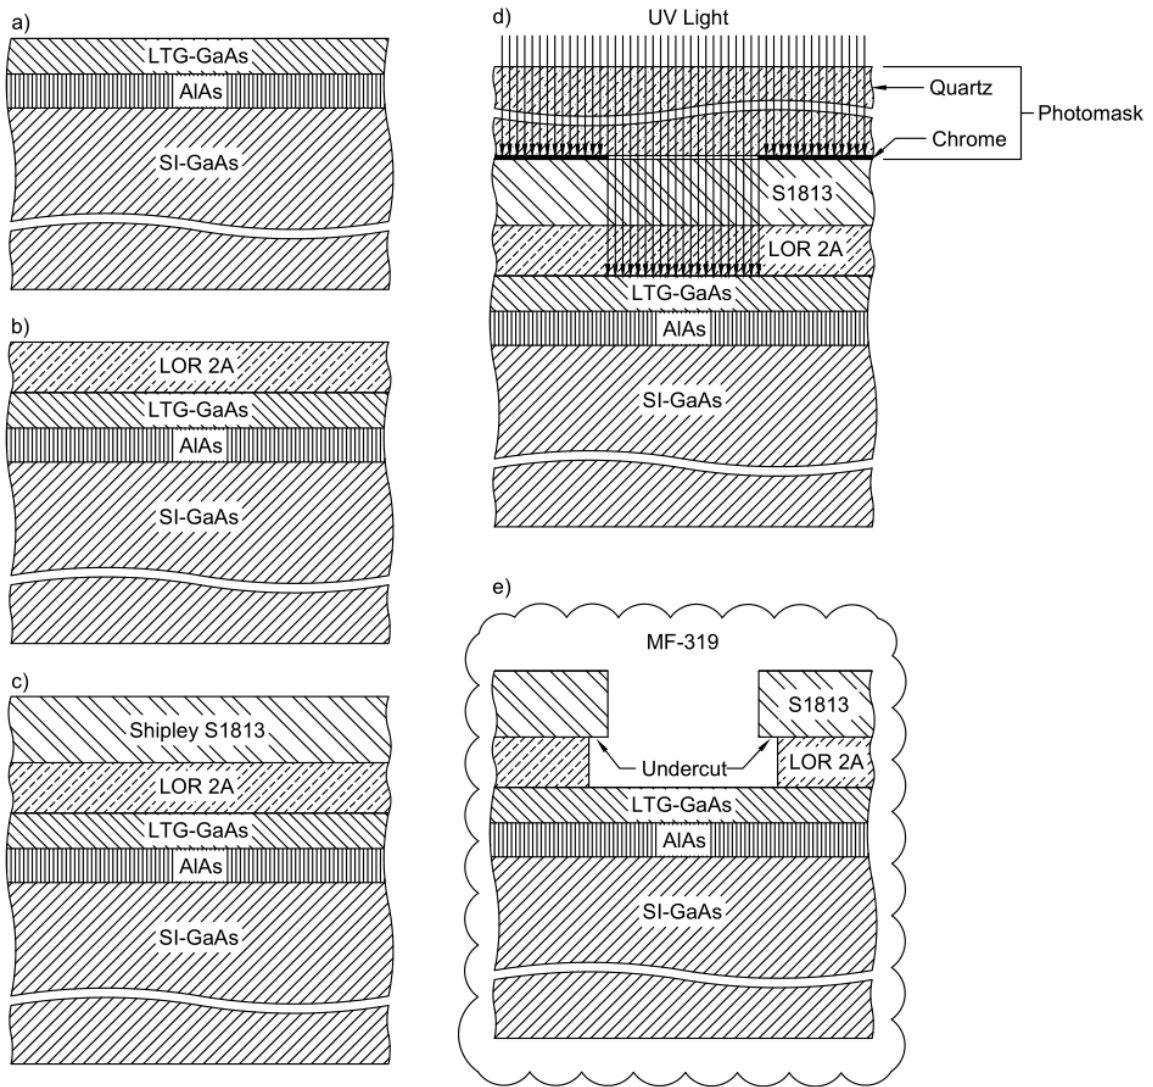 a)
LTG-GaAs
AlAs
SI-GaAs
b)
LOR 2A
LTG-GaAs
AlAs
SI-GaAs
c)
Shipley S1813
LOR 2A
LTG-GaAs
AlAs
SI-GaAs
d)
UV Light
Quartz
Photomask
Chrome
S1813
LOR 2A
LTG-GaAs
AlAs
SI-GaAs
e)
MF-319
S1813
Undercut
LOR 2A
LTG-GaAs
AlAs
SI-GaAs